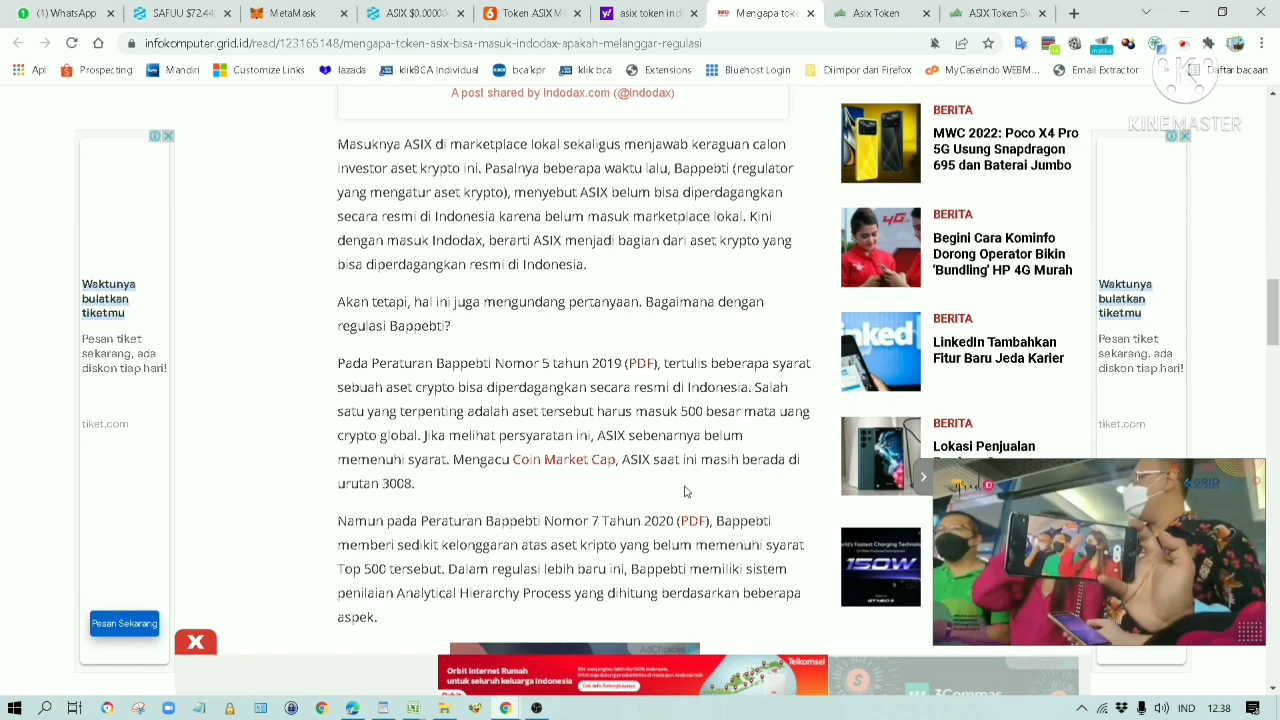 (1) WhatsApp
SAFUU $72.44
MetaMask
ASIX $0.00000
Mengapa toke
infokomputer.grid.id/read/123165148/mengapa-token-asix-bisa-masuk-indodax-apakah-melanggar-regulasi
Prospecting
Mandiri
Customize Links
lazada
klikBCA Individual
bca kpr
klik bca
Extensions
Bluehost Login
Diimpor dari Firefox
MyCaseIndo WEBM...
Email Extractor
Daftar bacaan
KINEMASTER
A post shared by Indodax.com (@indodax)
Masuknya ASIX di marketplace lokal sekaligus menjawab keraguan calon
investor aset krypto ini. Pasalnya beberapa waktu lalu, Bappebti (regulator
yang mengatur aset krypto), menyebut ASIX belum bisa diperdagangkan
secara resmi di Indonesia karena belum masuk marketplace lokal. Kini
dengan masuk Indodax, berarti ASIX menjadi bagian dari aset krypto yang
bisa diperdagangkan resmi di Indonesia.
Akan tetapi, hal ini juga mengundang pertanyaan. Bagaimana dengan
regulasi Bappebti?
Pada Peraturan Bappebti Nomor 5 tahun 2019 (PDF), tertulis beberapa syarat
sebuah aset crypto bisa diperdagangkan secara resmi di Indonesia. Salah
satu yang terpenting adalah aset tersebut harus masuk 500 besar mata uang
crypto global. Jika melihat persyaratan ini, ASIX sebenarnya belum
memenuhi syarat. Mengacu Coin Market Cap, ASIX saat ini masih berada di
urutan 3008.
Namun pada Peraturan Bappebti Nomor 7 Tahun 2020 (PDF), Bappebti
memberi sedikit kelonggaran atas aset kripto yang belum memenuhi syarat
Top 500 tersebut. Dalam regulasi lebih baru ini, Bappebti memiliki sistem
penilaian Analytical Hierarchy Process yang dihitung berdasarkan beberapa
aspek.
Waktunya
bulatkan
tiketmu
Pesan tiket
sekarang, ada
diskon tiap hari!
tiket.com
Pesan Sekarang
BERITA
MWC 2022: Poco X4 Pro
5G Usung Snapdragon
695 dan Baterai Jumbo
BERITA
Begini Cara Kominfo
Dorong Operator Bikin
'Bundling' HP 4G Murah
BERITA
LinkedIn Tambahkan
Fitur Baru Jeda Karier
BERITA
Lokasi Penjualan
150W
Waktunya
bulatkan
tiketmu
Pesan tiket
sekarang, ada
diskon tiap hari!
tiket.com
GRID
AdChoices
Orbit Internet Rumah
untuk seluruh keluarga Indonesia
Telkomsel
3Commas
IND
12.38